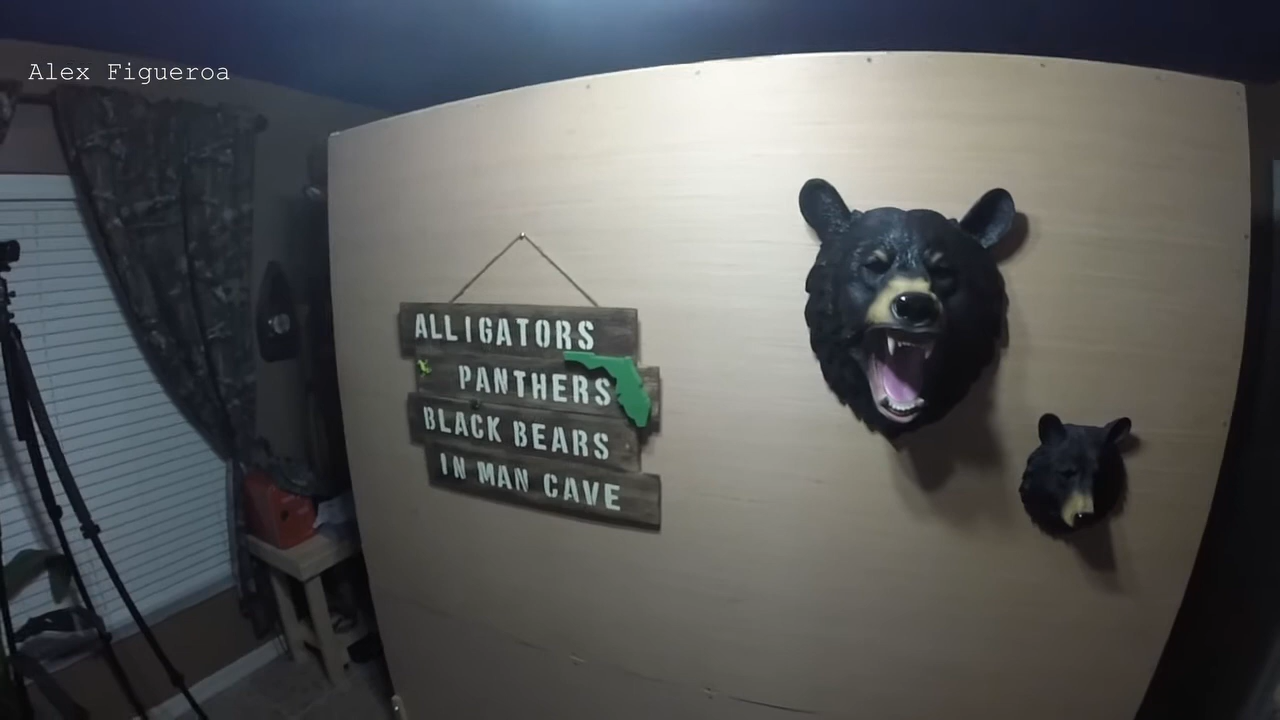 Alex Figueroa
ALLIGATORS
PANTHERS
BLACK BEARS
IN MAN CAVE